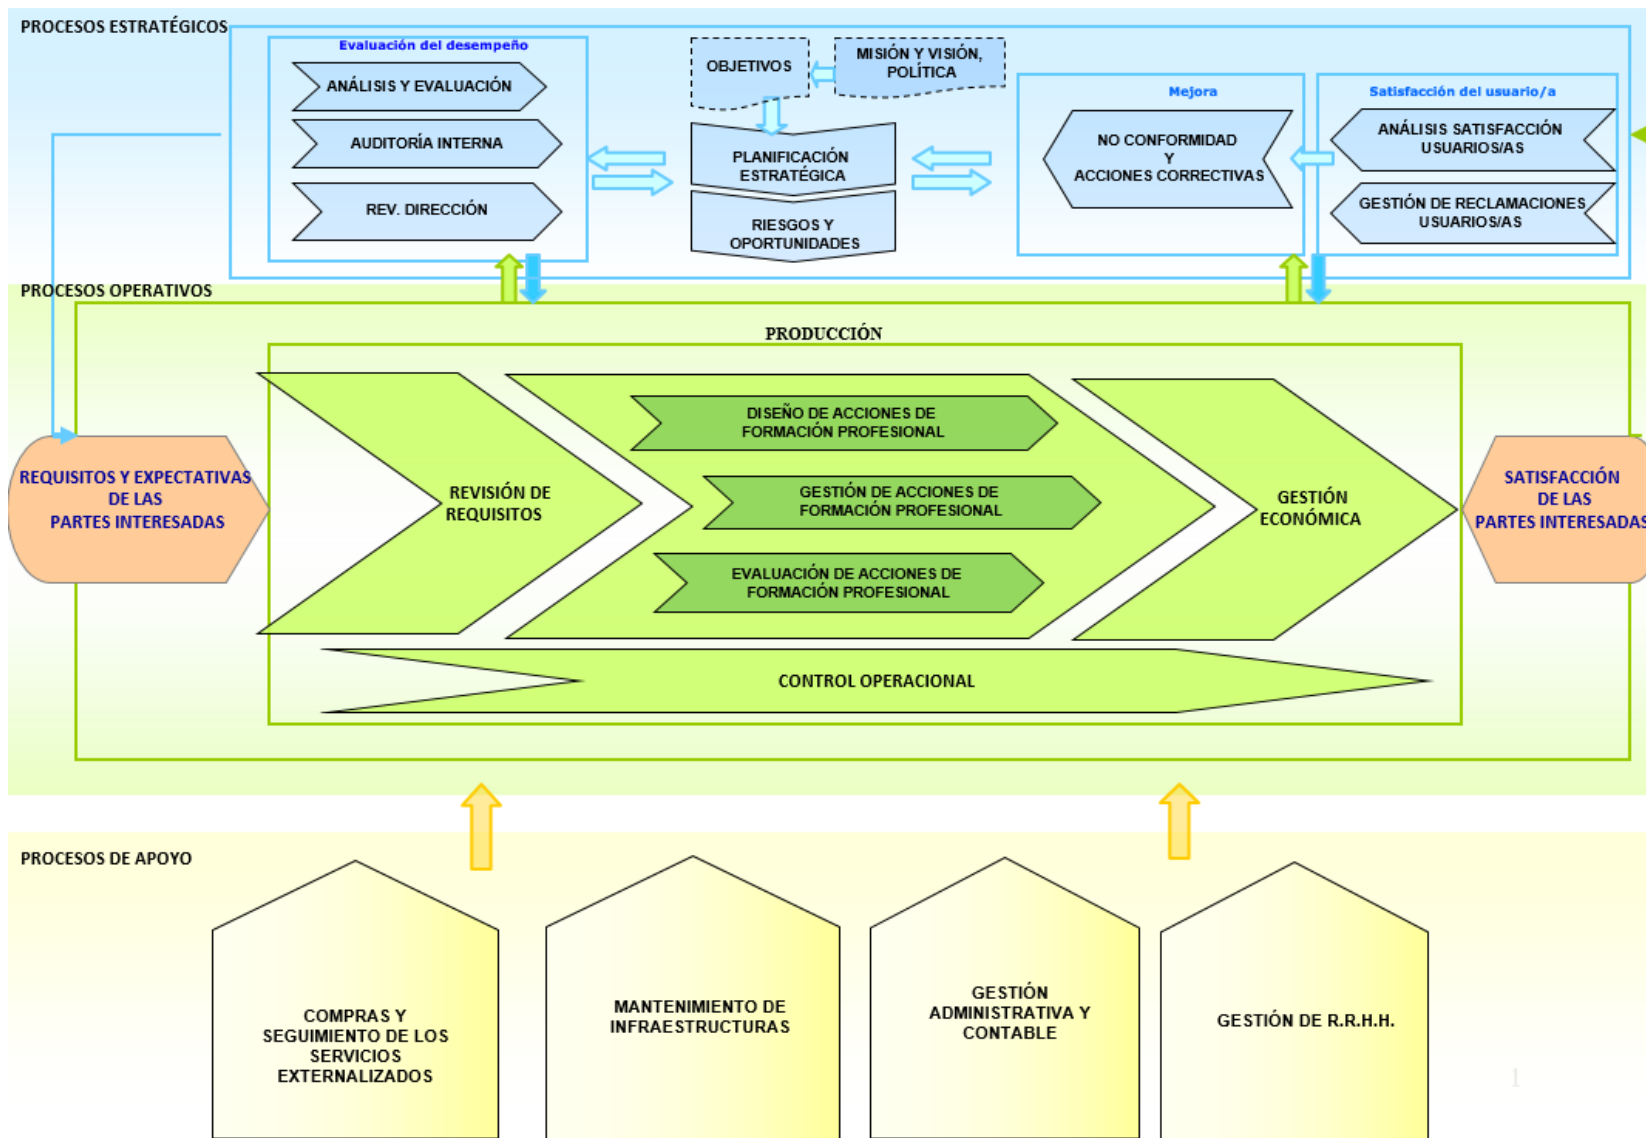 PROCESOS ESTRATÉGICOS
Evaluación del desempeño
ANÁLISIS Y EVALUACIÓN
AUDITORÍA INTERNA
REV. DIRECCIÓN
OBJETIVOS
MISIÓN Y VISIÓN,
POLÍTICA
PLANIFICACIÓN
ESTRATÉGICA
RIESGOS Y
OPORTUNIDADES
Mejora
NO CONFORMIDAD
Y
ACCIONES CORRECTIVAS
Satisfacción del usuario/a
ANÁLISIS SATISFACCIÓN
USUARIOS/AS
GESTIÓN DE RECLAMACIONES
USUARIOS/AS
PROCESOS OPERATIVOS
PRODUCCIÓN
REQUISITOS Y EXPECTATIVAS
DE LAS
PARTES INTERESADAS
REVISIÓN DE
REQUISITOS
DISEÑO DE ACCIONES DE
FORMACIÓN PROFESIONAL
GESTIÓN DE ACCIONES DE
FORMACIÓN PROFESIONAL
EVALUACIÓN DE ACCIONES DE
FORMACIÓN PROFESIONAL
GESTIÓN
ECONÓMICA
SATISFACCIÓN
DE LAS
PARTES INTERESADAS
CONTROL OPERACIONAL
PROCESOS DE APOYO
COMPRAS Y
SEGUIMIENTO DE LOS
SERVICIOS
EXTERNALIZADOS
MANTENIMIENTO DE
INFRAESTRUCTURAS
GESTIÓN
ADMINISTRATIVA Y
CONTABLE
GESTIÓN DE R.R.H.H.
1